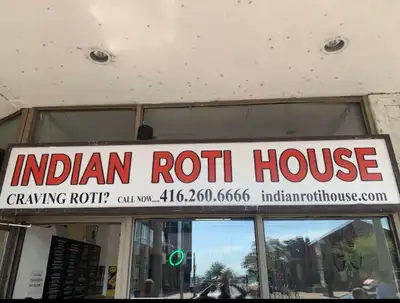 INDIAN ROTI HOUSE
CRAVING ROTI? CALL NOW....416.260.6666 indianrotihouse.com